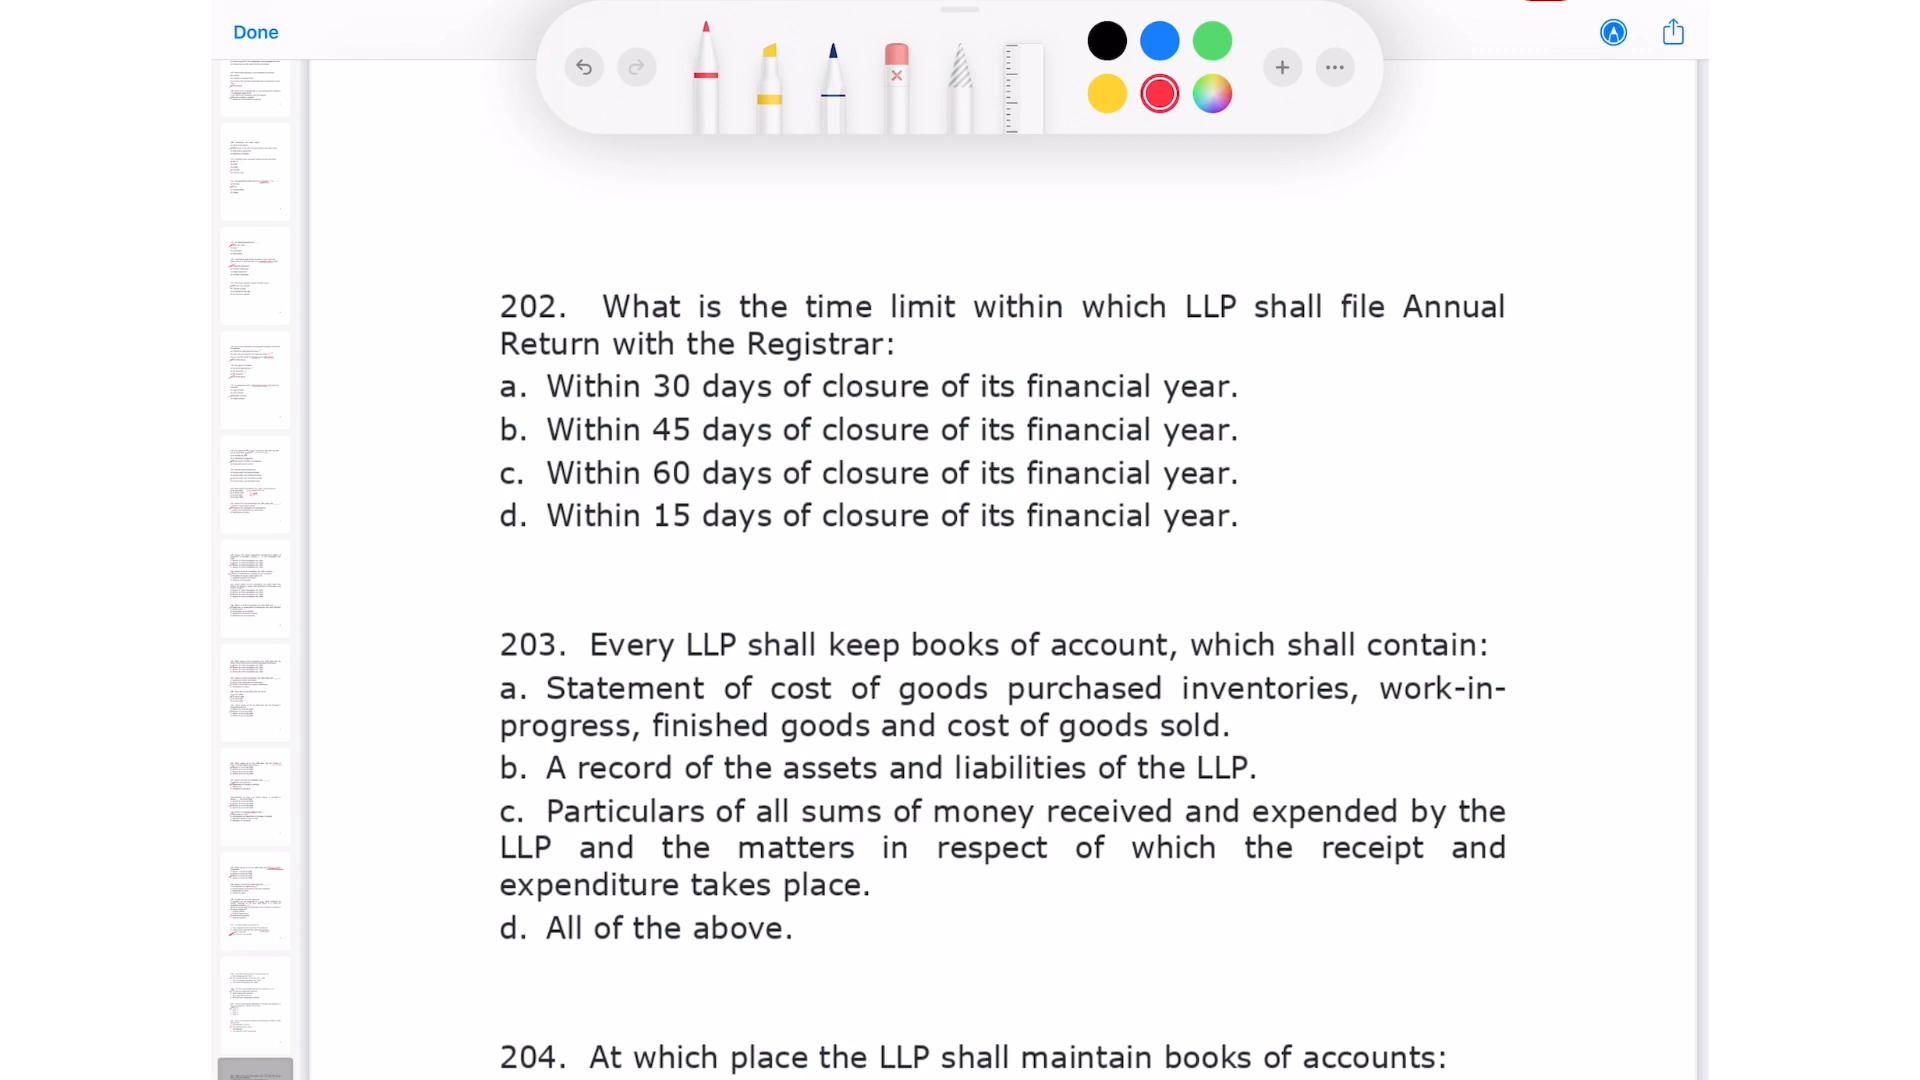 Done
202. What is the time limit within which LLP shall file Annual
Return with the Registrar:
a. Within 30 days of closure of its financial year.
b. Within 45 days of closure of its financial year.
c. Within 60 days of closure of its financial year.
d. Within 15 days of closure of its financial year.
203. Every LLP shall keep books of account, which shall contain:
a. Statement of cost of goods purchased inventories, work-in-
progress, finished goods and cost of goods sold.
b. A record of the assets and liabilities of the LLP.
c. Particulars of all sums of money received and expended by the
LLP and the matters in respect of which the receipt and
expenditure takes place.
d. All of the above.
204. At which place the LLP shall maintain books of accounts: